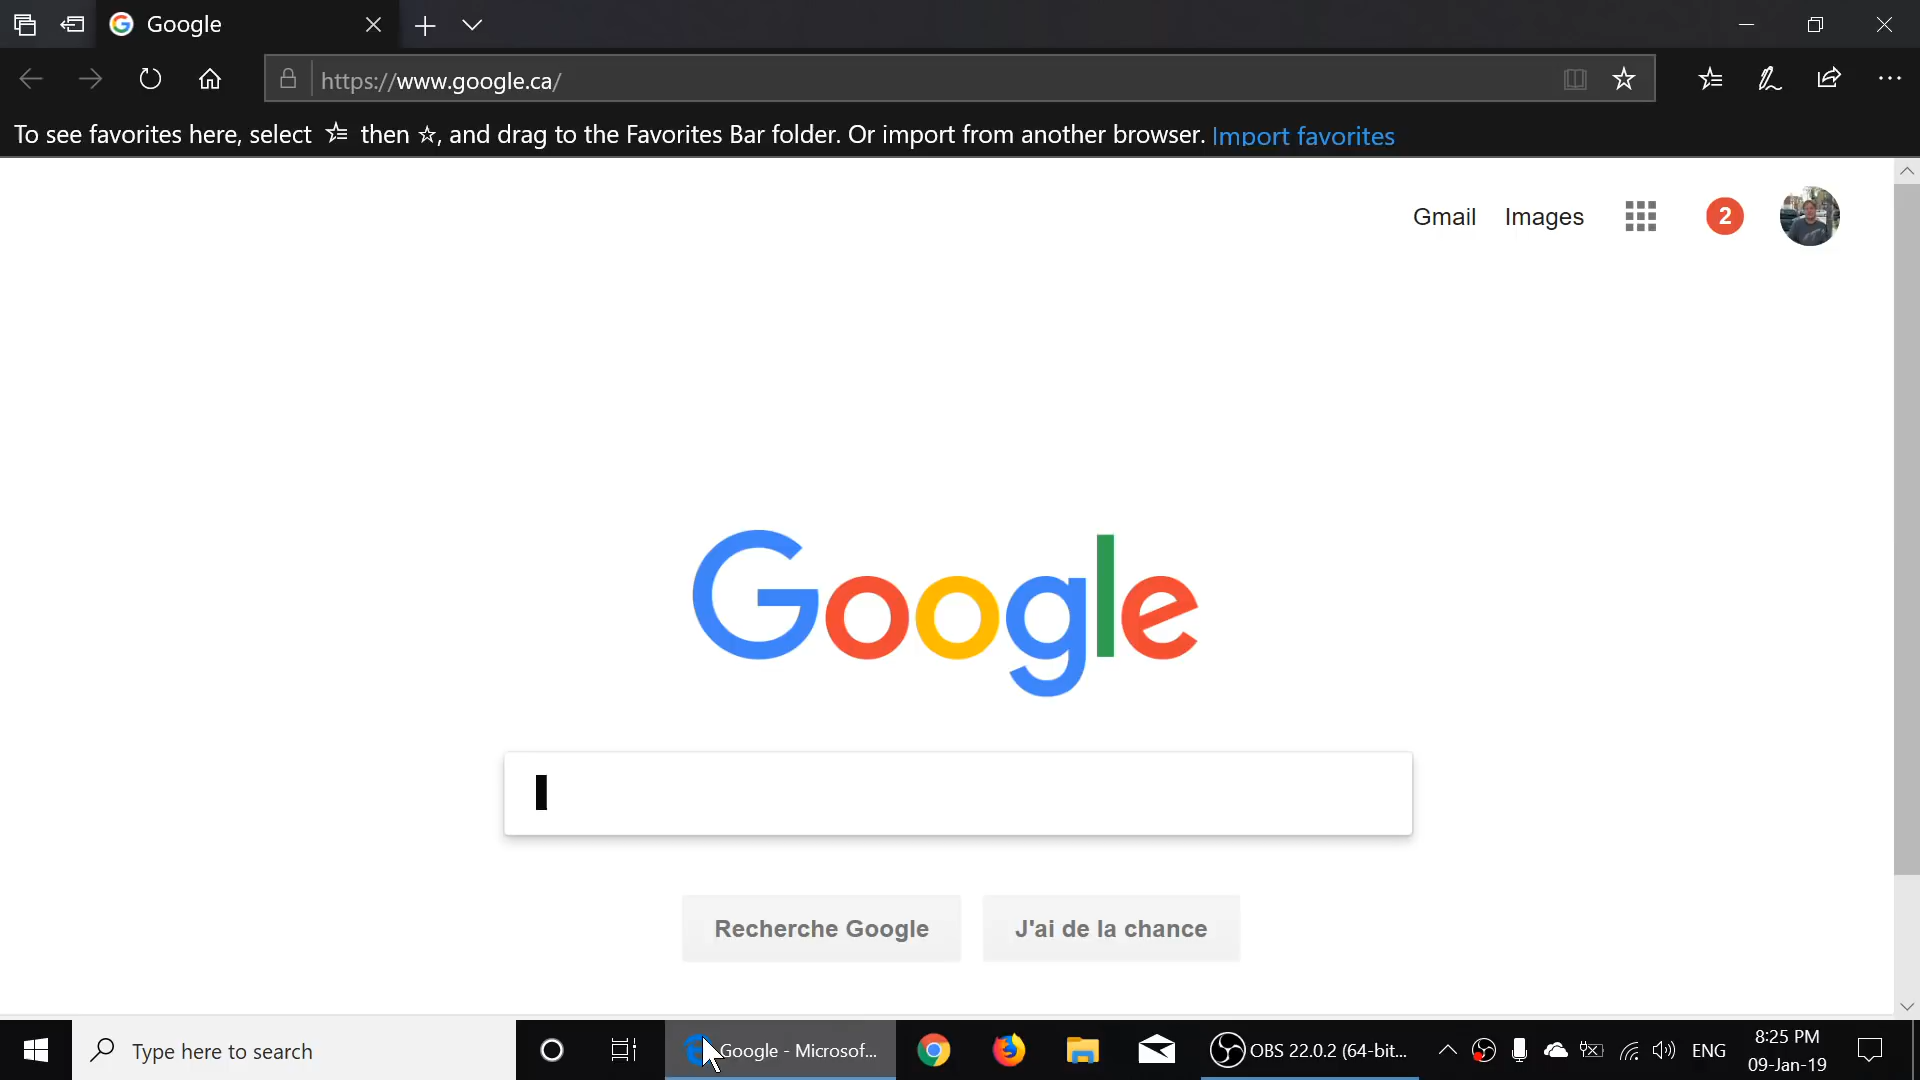 Google
https://www.google.ca/
To see favorites here, select then , and drag to the Favorites Bar folder. Or import from another browser. Import favorites
Gmail Images 2
Google
Recherche Google J'ai de la chance
Type here to search
Google - Microsof...
OBS 22.0.2 (64-bit...
ENG
8:25 PM
09-Jan-19